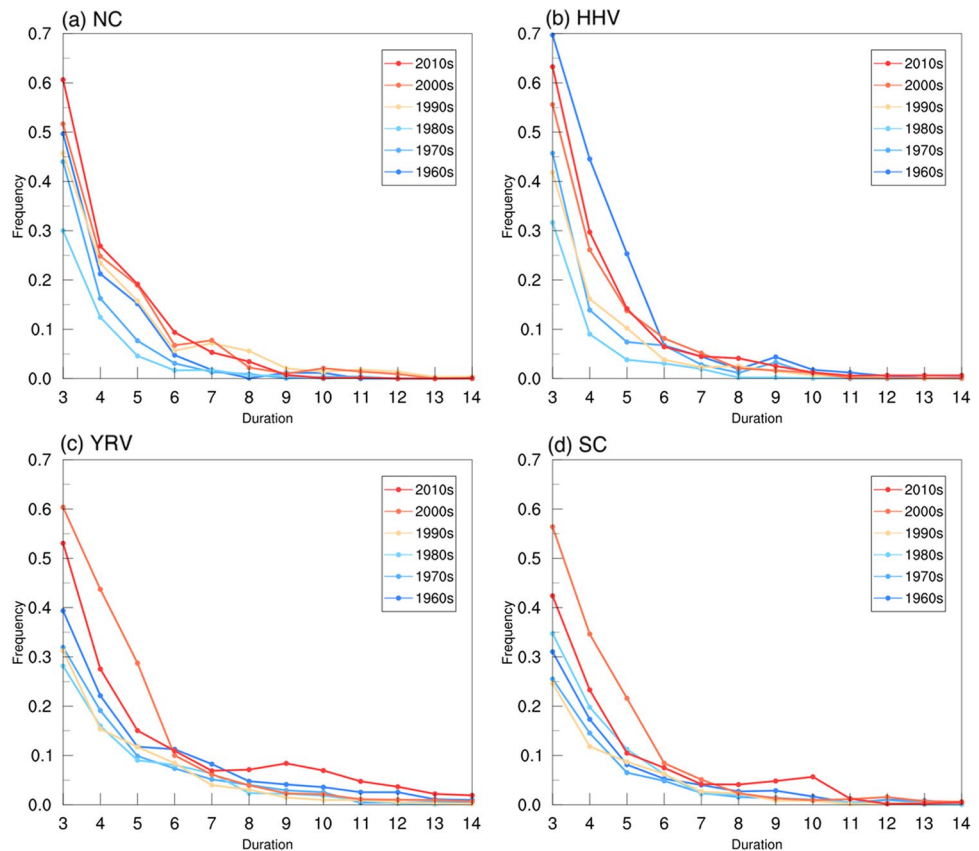 (a) NC
0.7
0.6
0.5
0.4
0.3
0.2
0.1
0.0
Frequency
2010s
2000s
1990s
1980s
1970s
1960s
3 4 5 6 7 8 9 10 11 12 13 14
Duration
(b) HHV
0.7
0.6
0.5
0.4
0.3
0.2
0.1
0.0
Frequency
2010s
2000s
1990s
1980s
1970s
1960s
3 4 5 6 7 8 9 10 11 12 13 14
Duration
(c) YRV
0.7
0.6
0.5
0.4
0.3
0.2
0.1
0.0
Frequency
2010s
2000s
1990s
1980s
1970s
1960s
3 4 5 6 7 8 9 10 11 12 13 14
Duration
(d) SC
0.7
0.6
0.5
0.4
0.3
0.2
0.1
0.0
Frequency
2010s
2000s
1990s
1980s
1970s
1960s
3 4 5 6 7 8 9 10 11 12 13 14
Duration